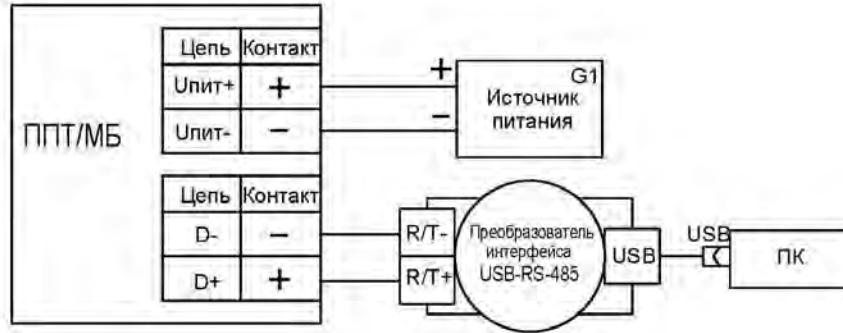 ППТ/МБ
Цепь Контакт
Uпит+ +
Uпит- −
+
−
G1
Источник
питания
Цепь Контакт
D- −
D+ +
R/T-
R/T+
Преобразователь
интерфейса
USB-RS-485
USB
USB
ПК